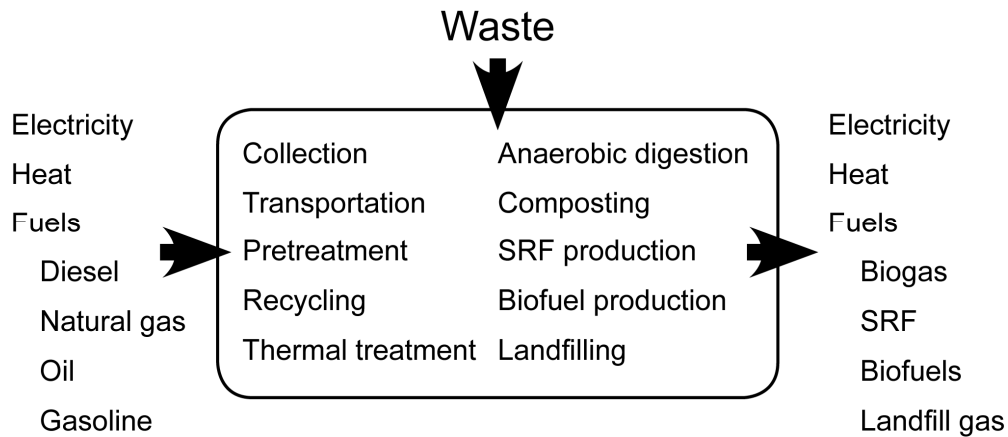 Waste
Electricity
Heat
Fuels
Diesel
Natural gas
Oil
Gasoline
Collection
Transportation
Pretreatment
Recycling
Thermal treatment
Anaerobic digestion
Composting
SRF production
Biofuel production
Landfilling
Electricity
Heat
Fuels
Biogas
SRF
Biofuels
Landfill gas